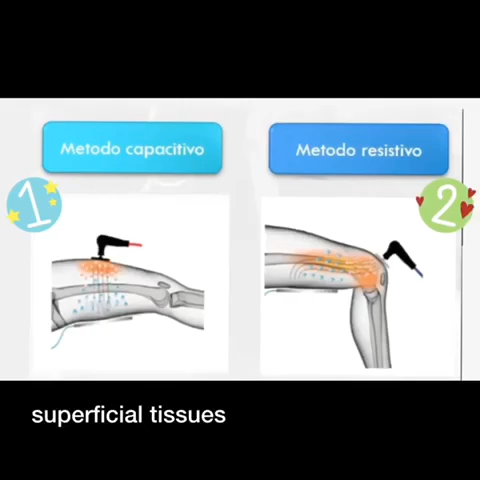 Metodo capacitivo
Metodo resistivo
1
2
superficial tissues